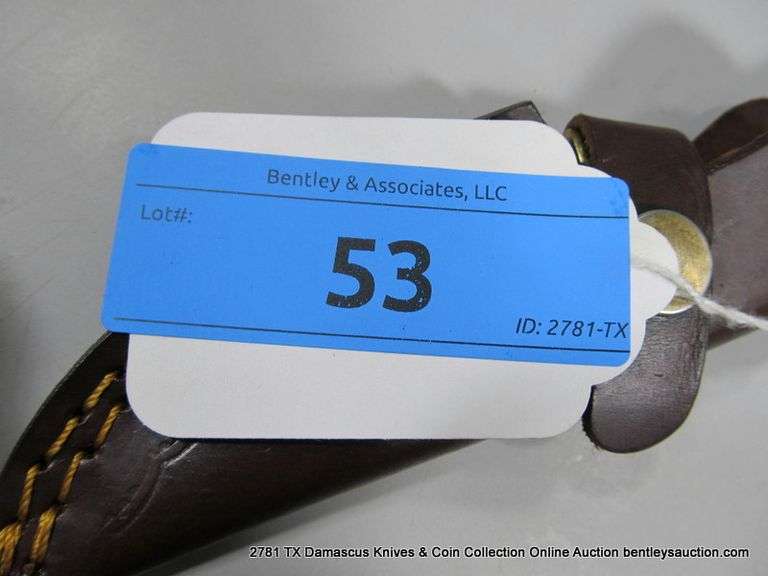 Bentley & Associates, LLC
Lot#:
53
ID: 2781-TX
2781 TX Damascus Knives & Coin Collection Online Auction bentleysauction.com